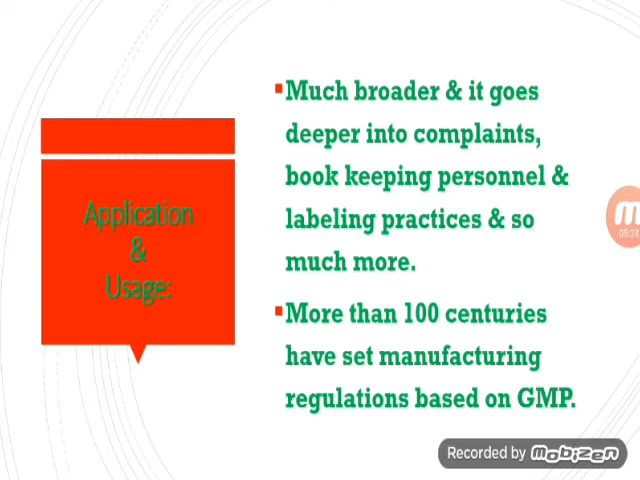 Application
&
Usage:
Much broader & it goes
deeper into complaints,
book keeping personnel &
labeling practices & so
much more.
More than 100 centuries
have set manufacturing
regulations based on GMP.
05:24
Recorded by mobizen